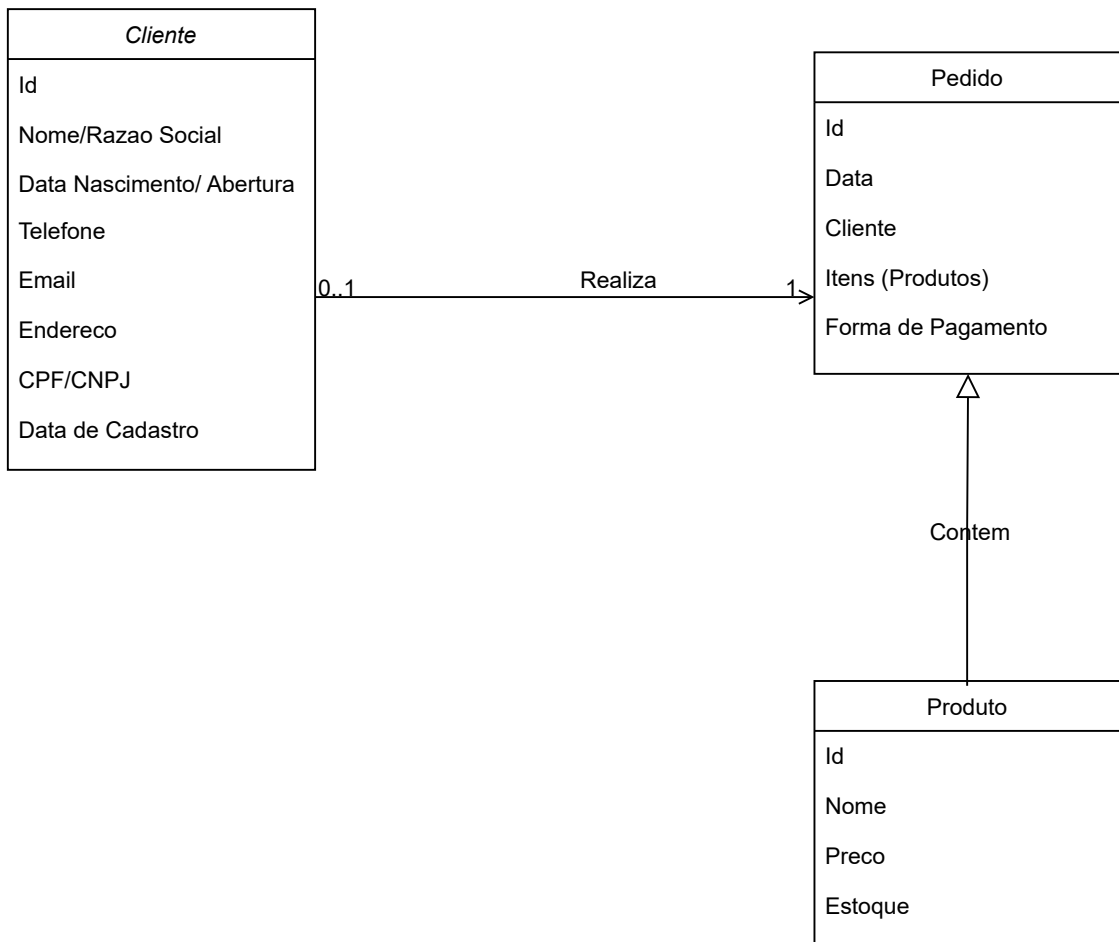 Cliente
Id
Nome/Razao Social
Data Nascimento/ Abertura
Telefone
Email
Endereco
CPF/CNPJ
Data de Cadastro
0..1
Realiza
1
Pedido
Id
Data
Cliente
Itens (Produtos)
Forma de Pagamento
Contem
Produto
Id
Nome
Preco
Estoque